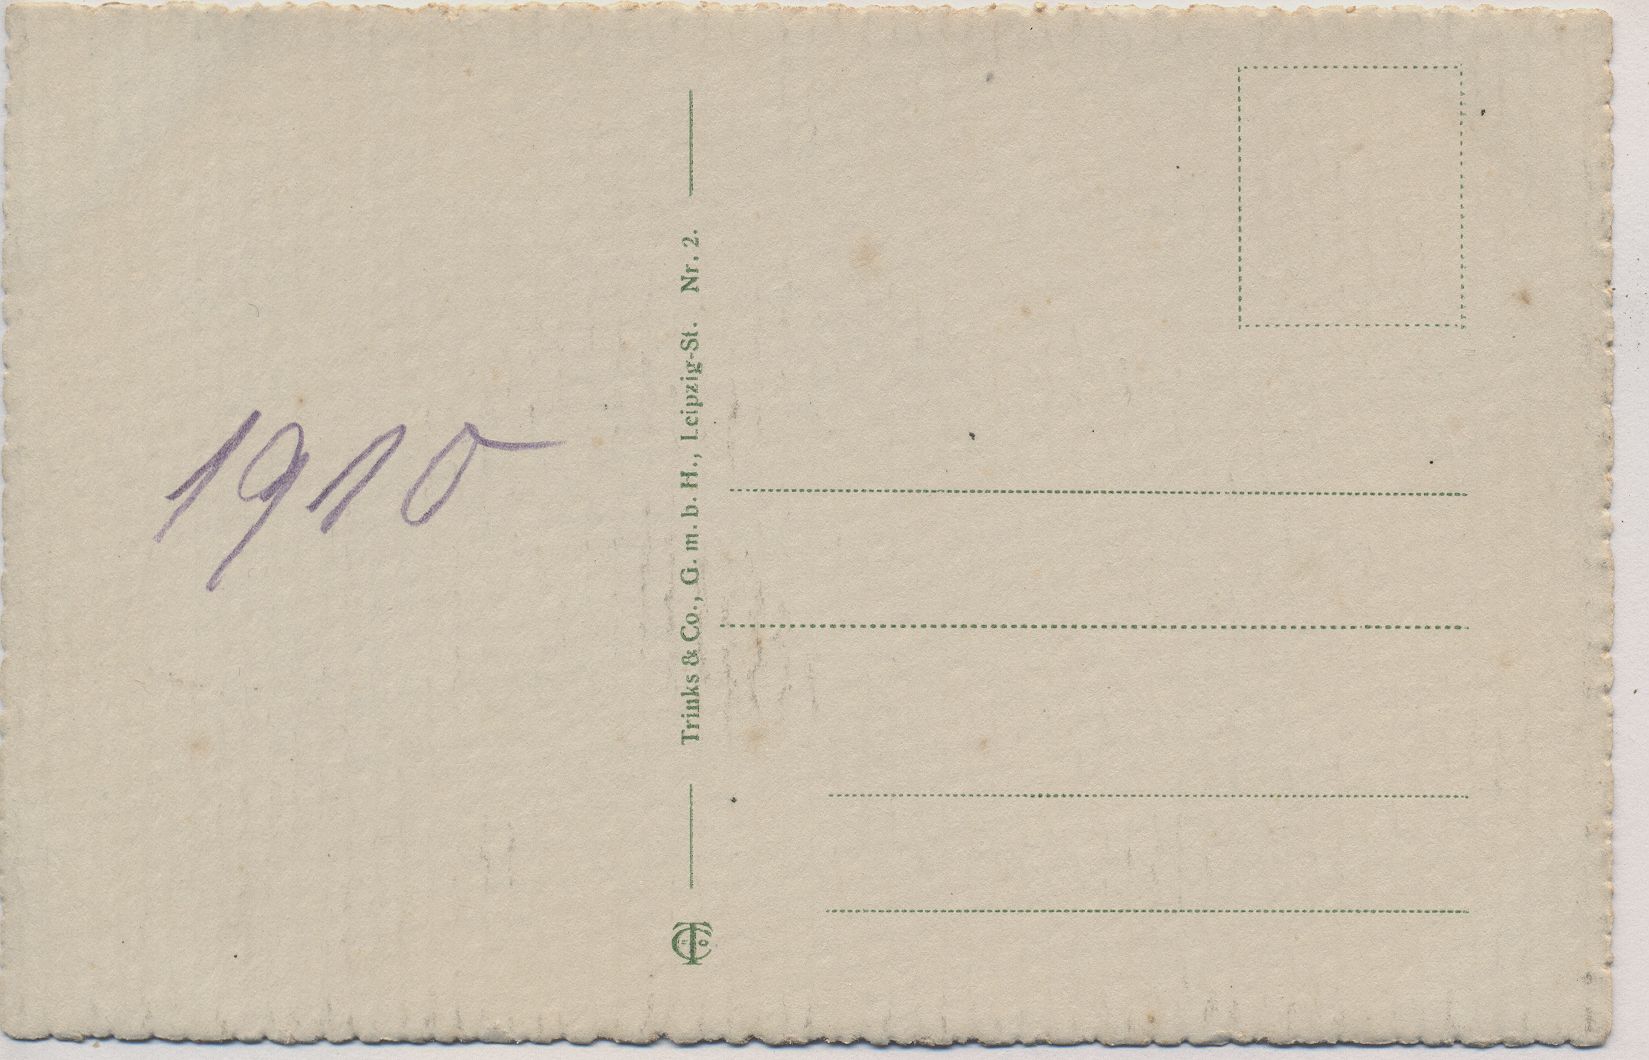 1910
Trinks & Co., G. m. b. H., Leipzig-St. Nr. 2.